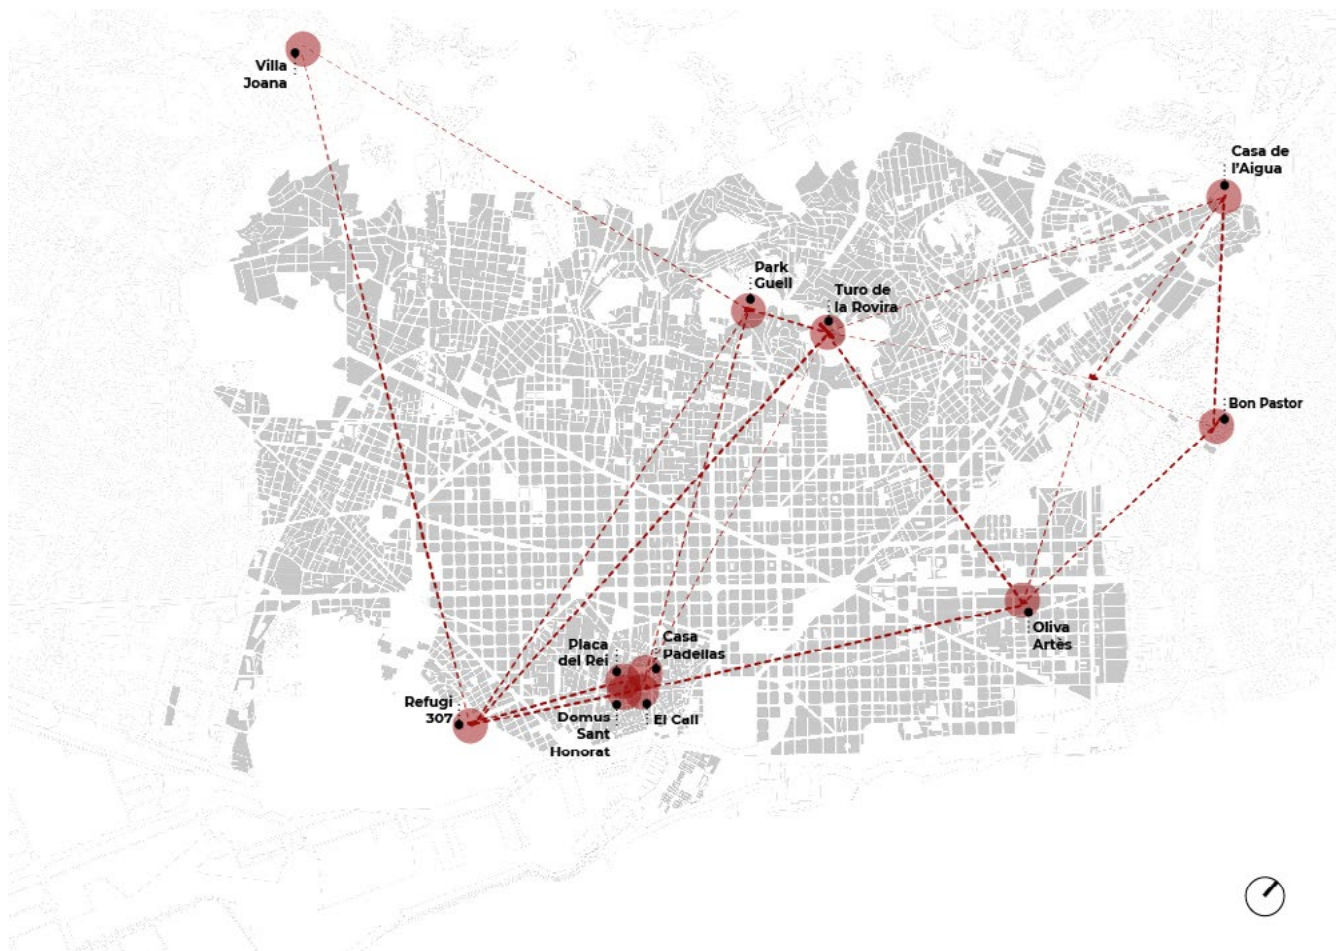 Villa
Joana
Casa de
l'Aigua
Park
Guell
Turo de
la Rovira
Bon Pastor
Oliva
Artès
Placa
del Rei
Casa
Padellas
Refugi
307
Domus
Sant
Honorat
El Call